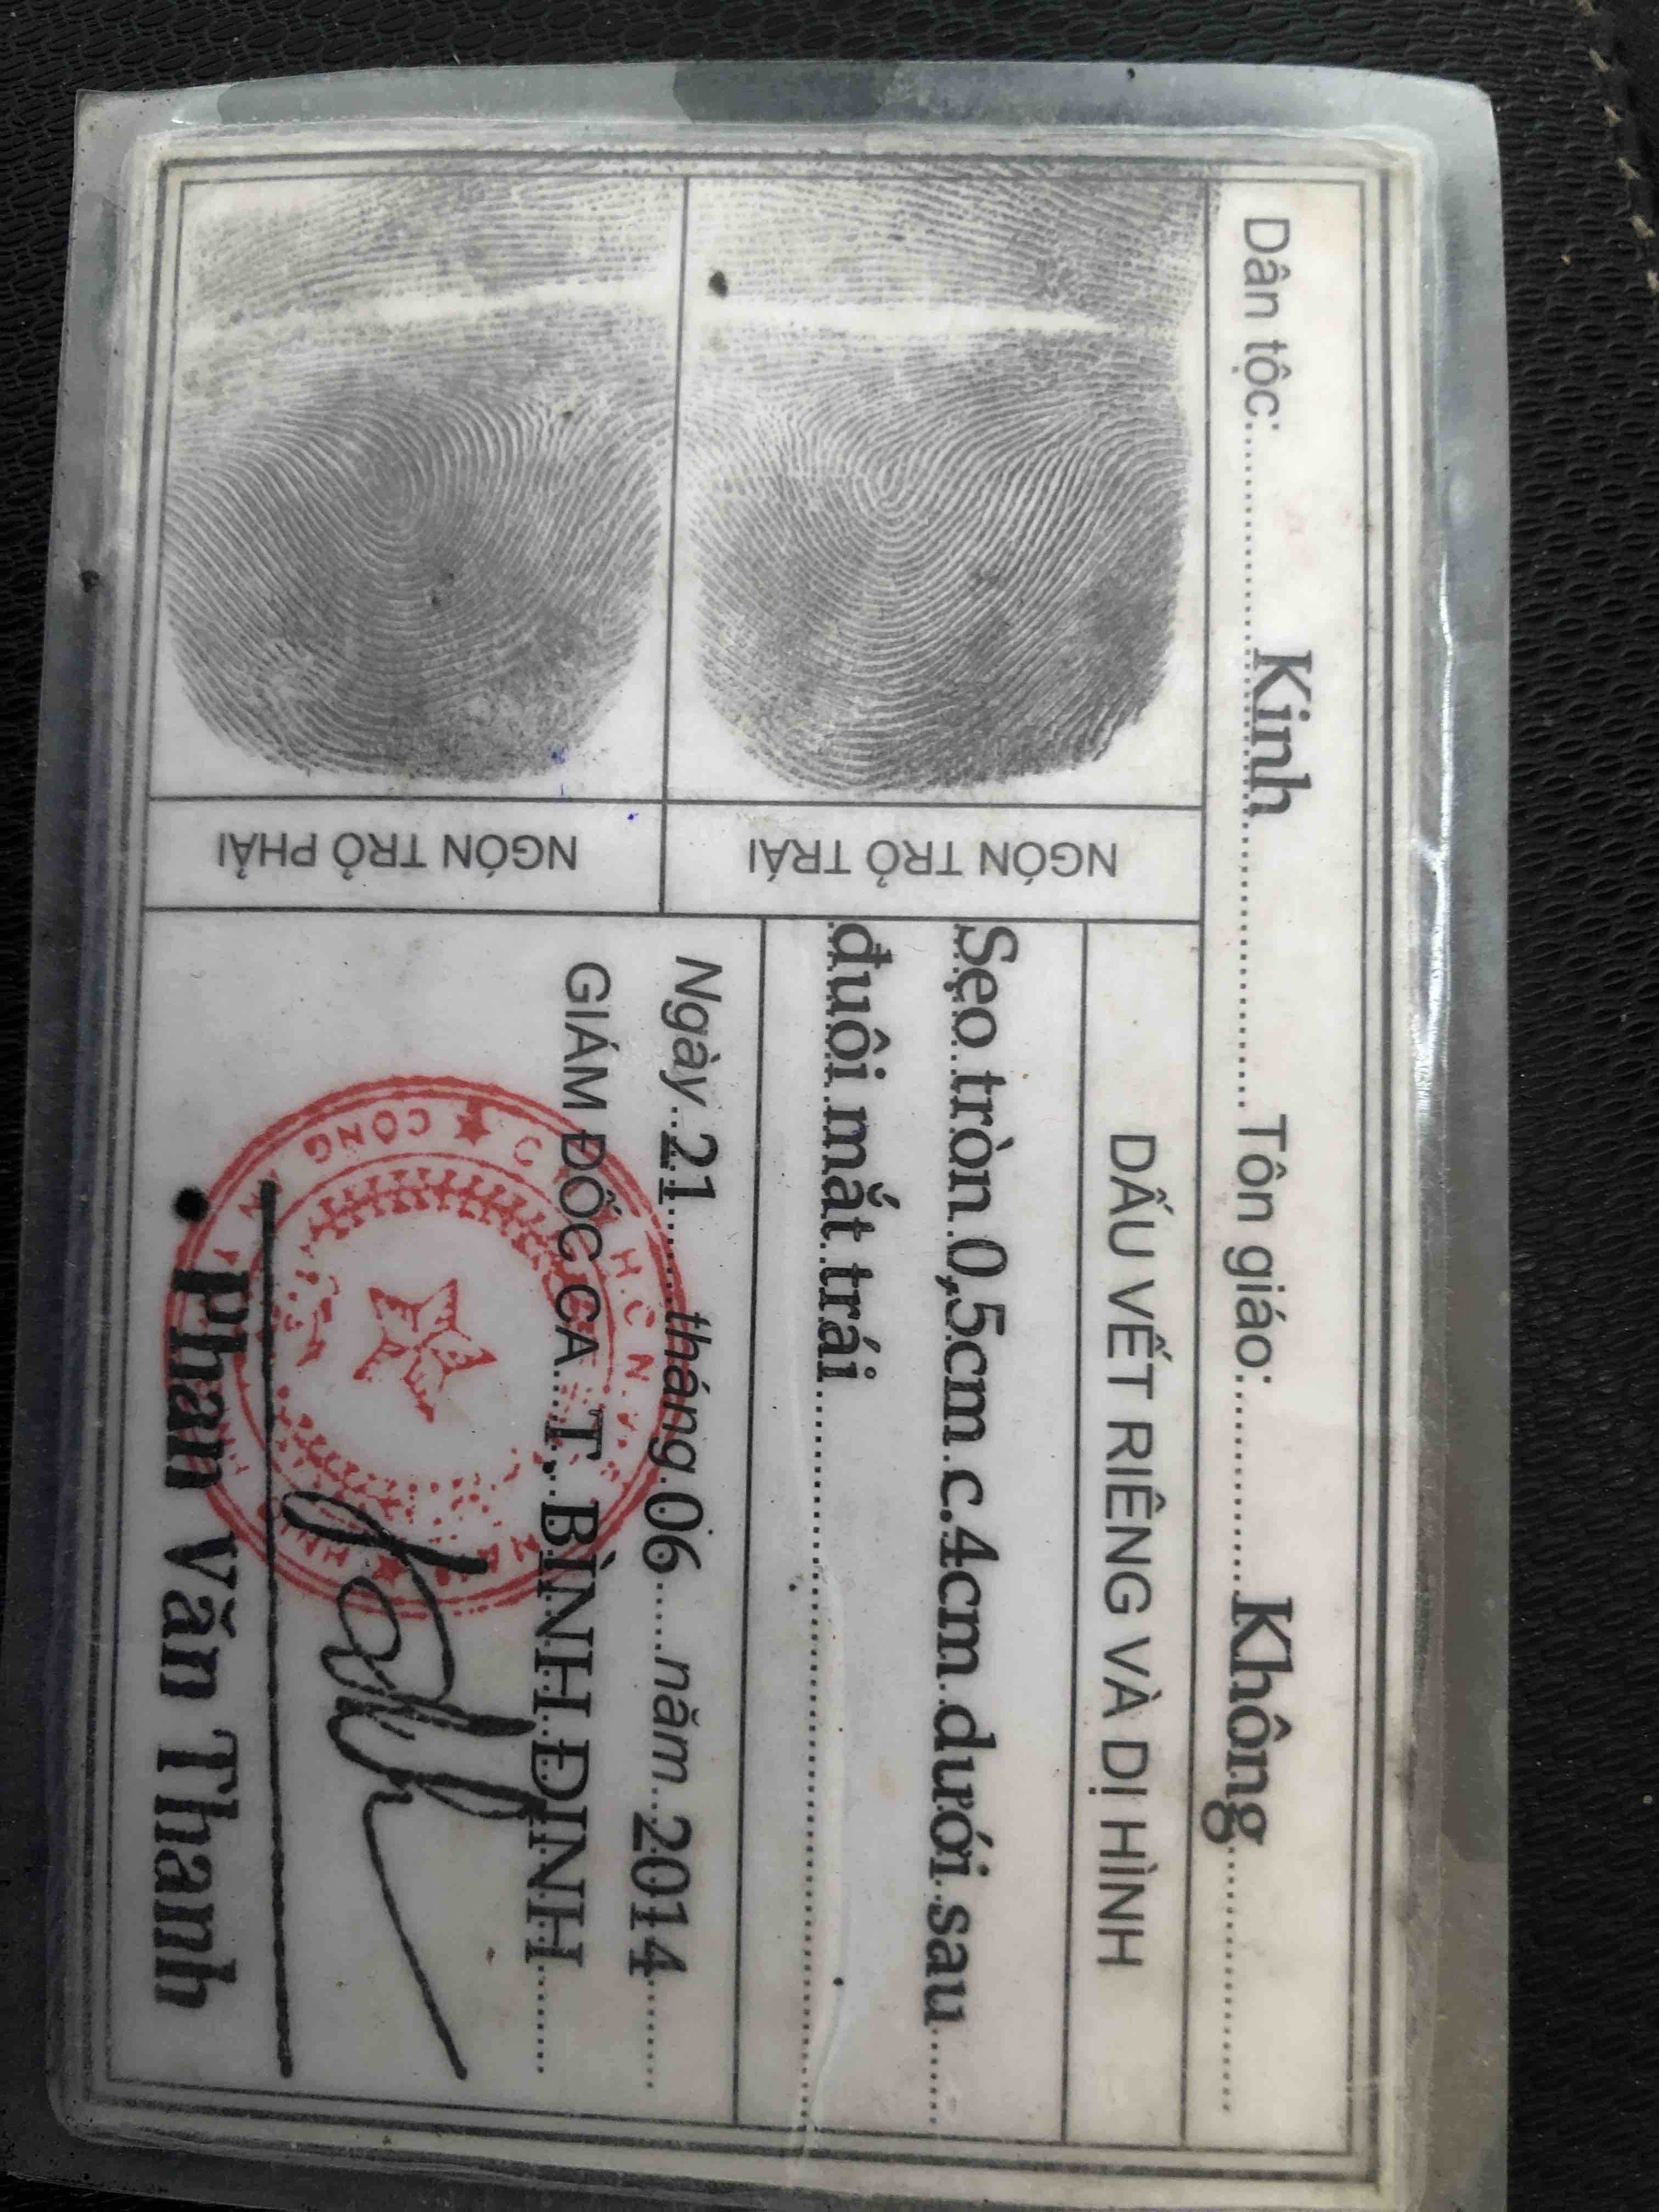 Dân tộc: Kinh Tôn giáo: Không
NGÓN TRỎ TRÁI
NGÓN TRỎ PHẢI
DẤU VẾT RIÊNG VÀ DỊ HÌNH
Sẹo tròn 0,5cm c.4cm dưới sau
đuôi mắt trái
Ngày 21 tháng 06 năm 2014
GIÁM ĐỐC CA T. BÌNH ĐỊNH
CÔNG AN
Phan Văn Thanh